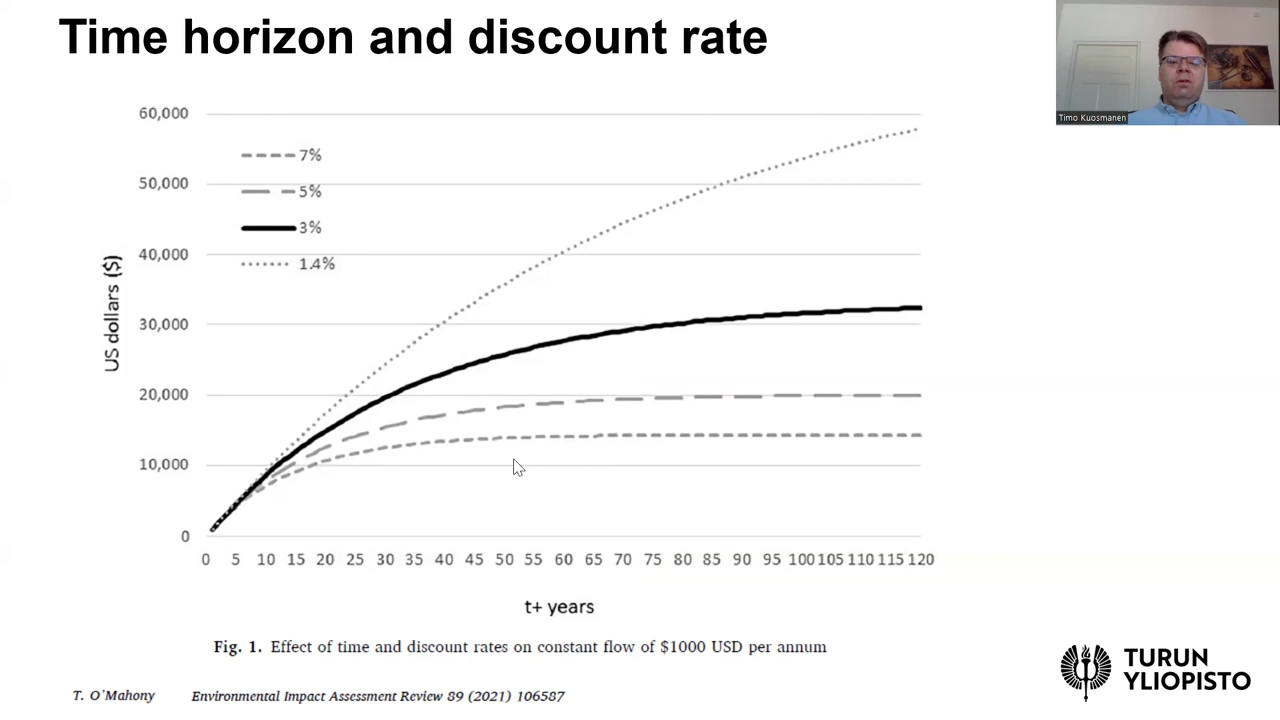 Time horizon and discount rate
Timo Kuosmanen
60,000
50,000
40,000
30,000
20,000
10,000
0
US dollars ($)
7%
5%
3%
1.4%
0 5 10 15 20 25 30 35 40 45 50 55 60 65 70 75 80 85 90 95 100 105 110 115 120
t+ years
Fig. 1. Effect of time and discount rates on constant flow of $1000 USD per annum
T. O'Mahony Environmental Impact Assessment Review 89 (2021) 106587
TURUN
YLIOPISTO